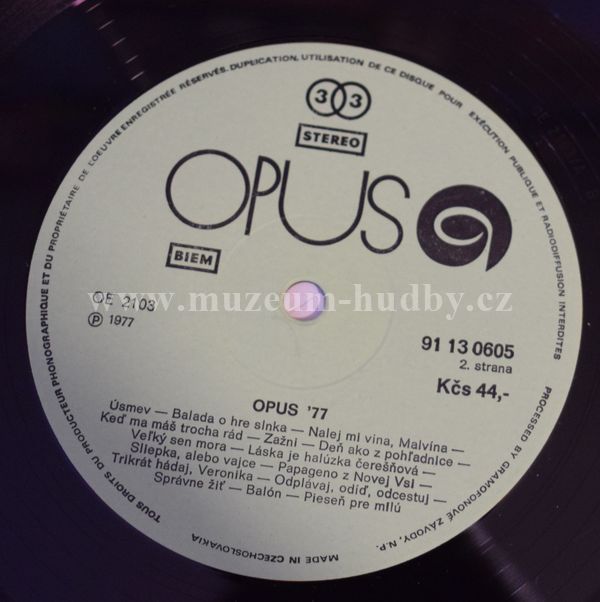 TOUS DROITS DU PRODUCTEUR PHONOGRAPHIQUE ET DU PROPRIÉTAIRE DE L'OEUVRE ENREGISTRÉE RÉSERVÉS. DUPLICATION, UTILISATION DE CE DISQUE POUR EXÉCUTION PUBLIQUE ET RADIODIFFUSION INTERDITES
33
STEREO
OPUS
BIEM
OE 2103
℗ 1977
www.muzeum-hudby.cz
91 13 0605
2. strana
Kčs 44,-
OPUS '77
Úsmev — Balada o hre slnka — Nalej mi vína, Malvína —
Keď ma máš trocha rád — Zažni — Deň ako z pohľadnice —
Veľký sen mora — Láska je halúzka čerešňová —
Sliepka, alebo vajce — Papageno z Novej Vsi —
Trikrát hádaj, Veronika — Odplávaj, odíď, odcestuj —
Správne žiť — Balón — Pieseň pre milú
MADE IN CZECHOSLOVAKIA
PROCESSED BY GRAMOFONOVÉ ZÁVODY, N.P.